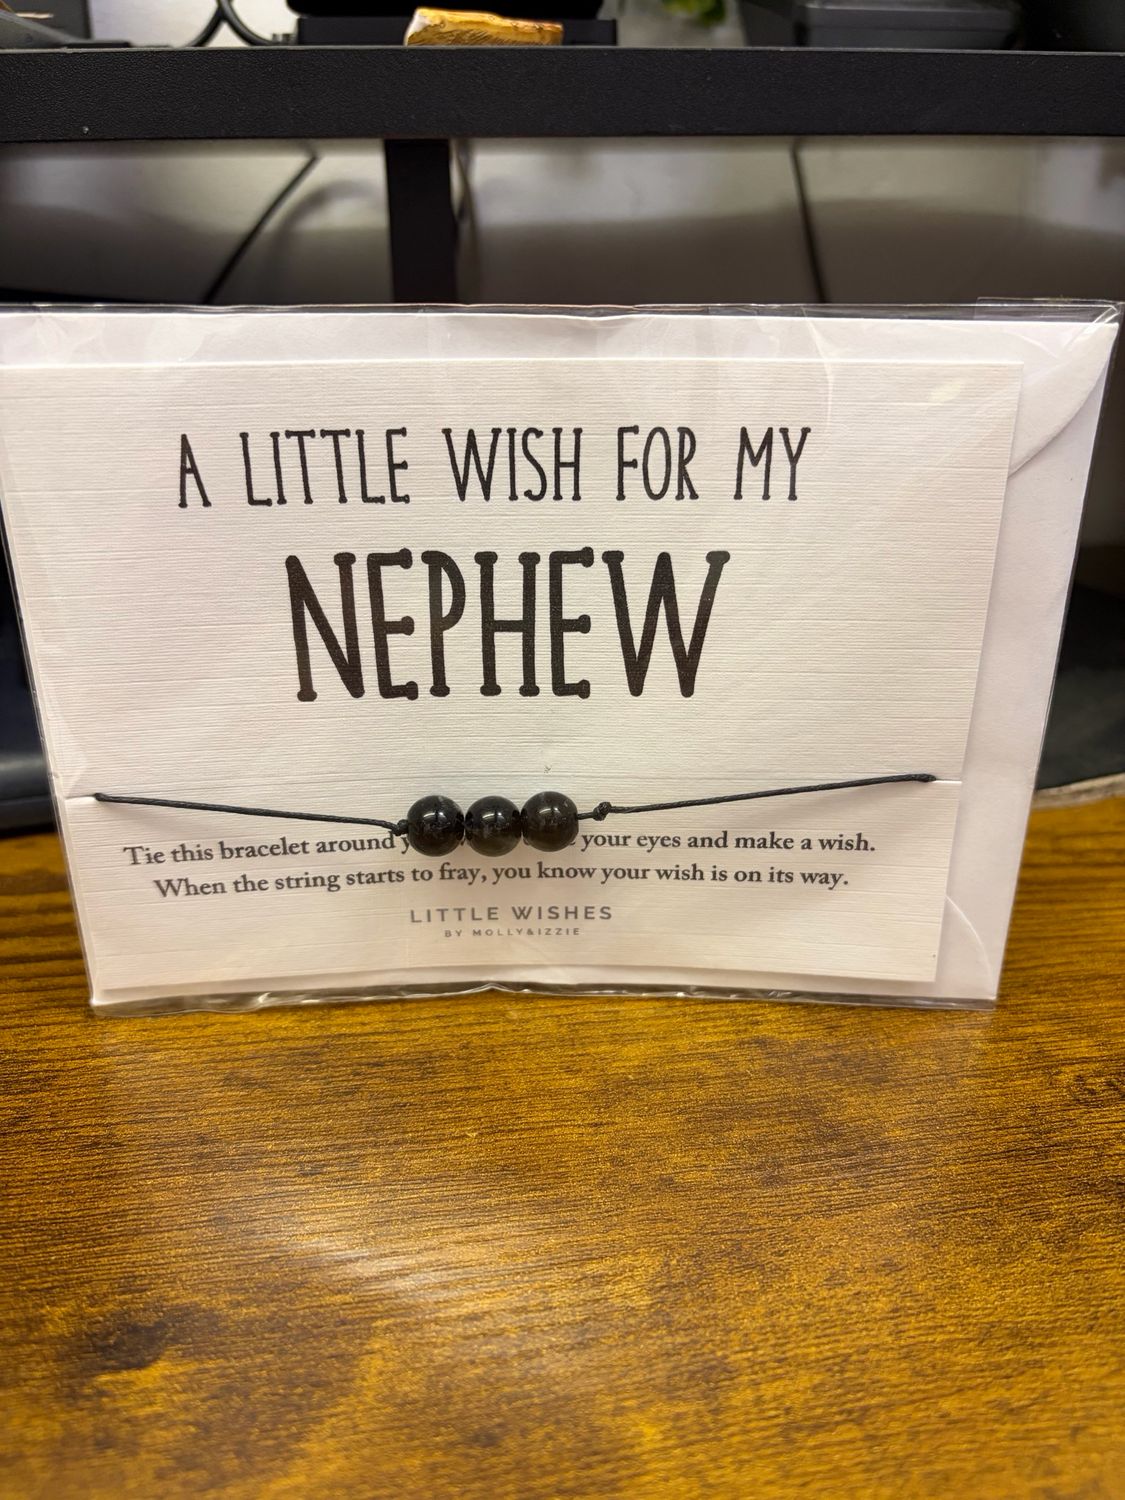 A LITTLE WISH FOR MY
NEPHEW
Tie this bracelet around your eyes and make a wish.
When the string starts to fray, you know your wish is on its way.
LITTLE WISHES
BY MOLLY&IZZIE